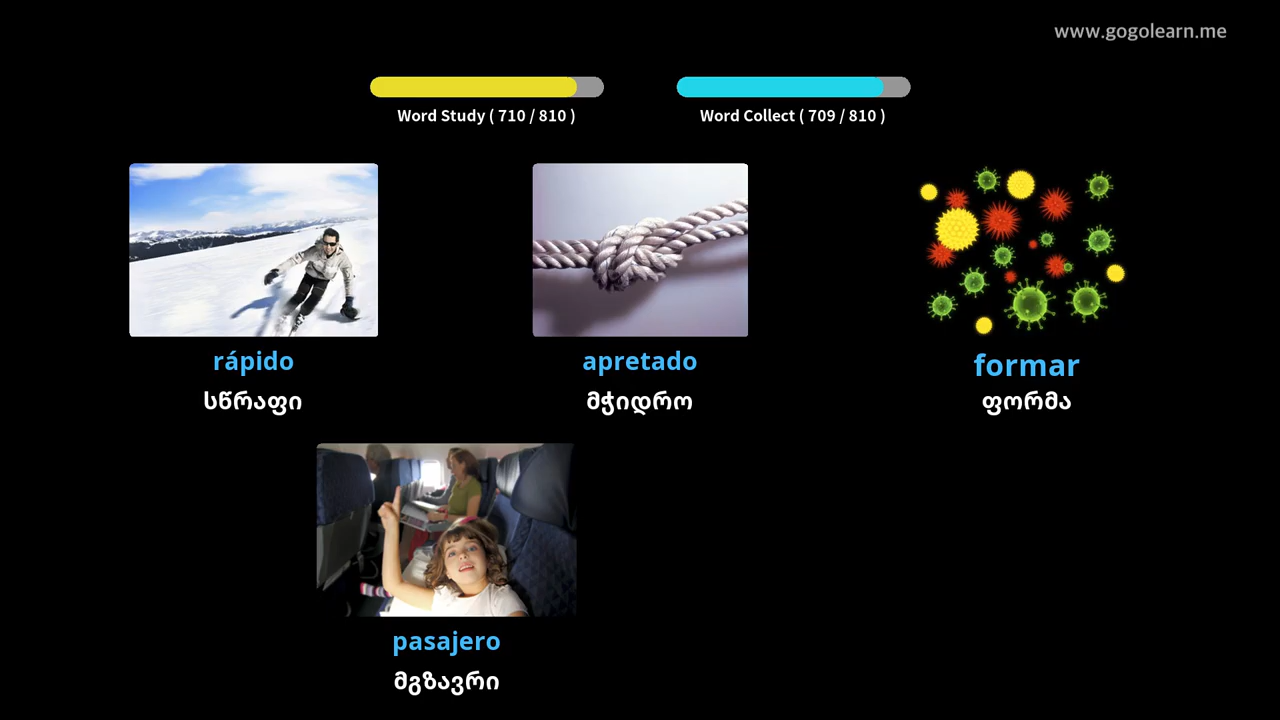 www.gogolearn.me
Word Study ( 710 / 810 )
Word Collect ( 709 / 810 )
rápido
apretado
formar
სწრაფი
მჭიდრო
ფორმა
pasajero
მგზავრი